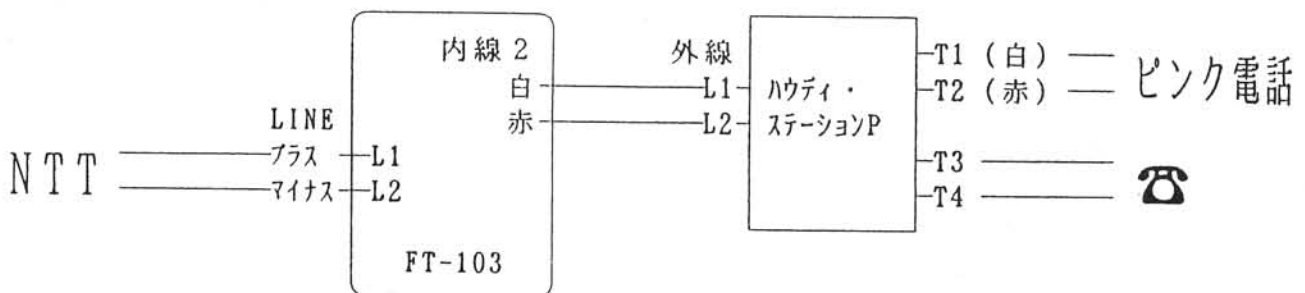 内線2
外線
T1 (白)
白
L1
ハウディ・
T2 (赤)
ピンク電話
LINE
赤
L2
ステーションP
NTT
プラス
L1
T3
マイナス
L2
T4
FT-103